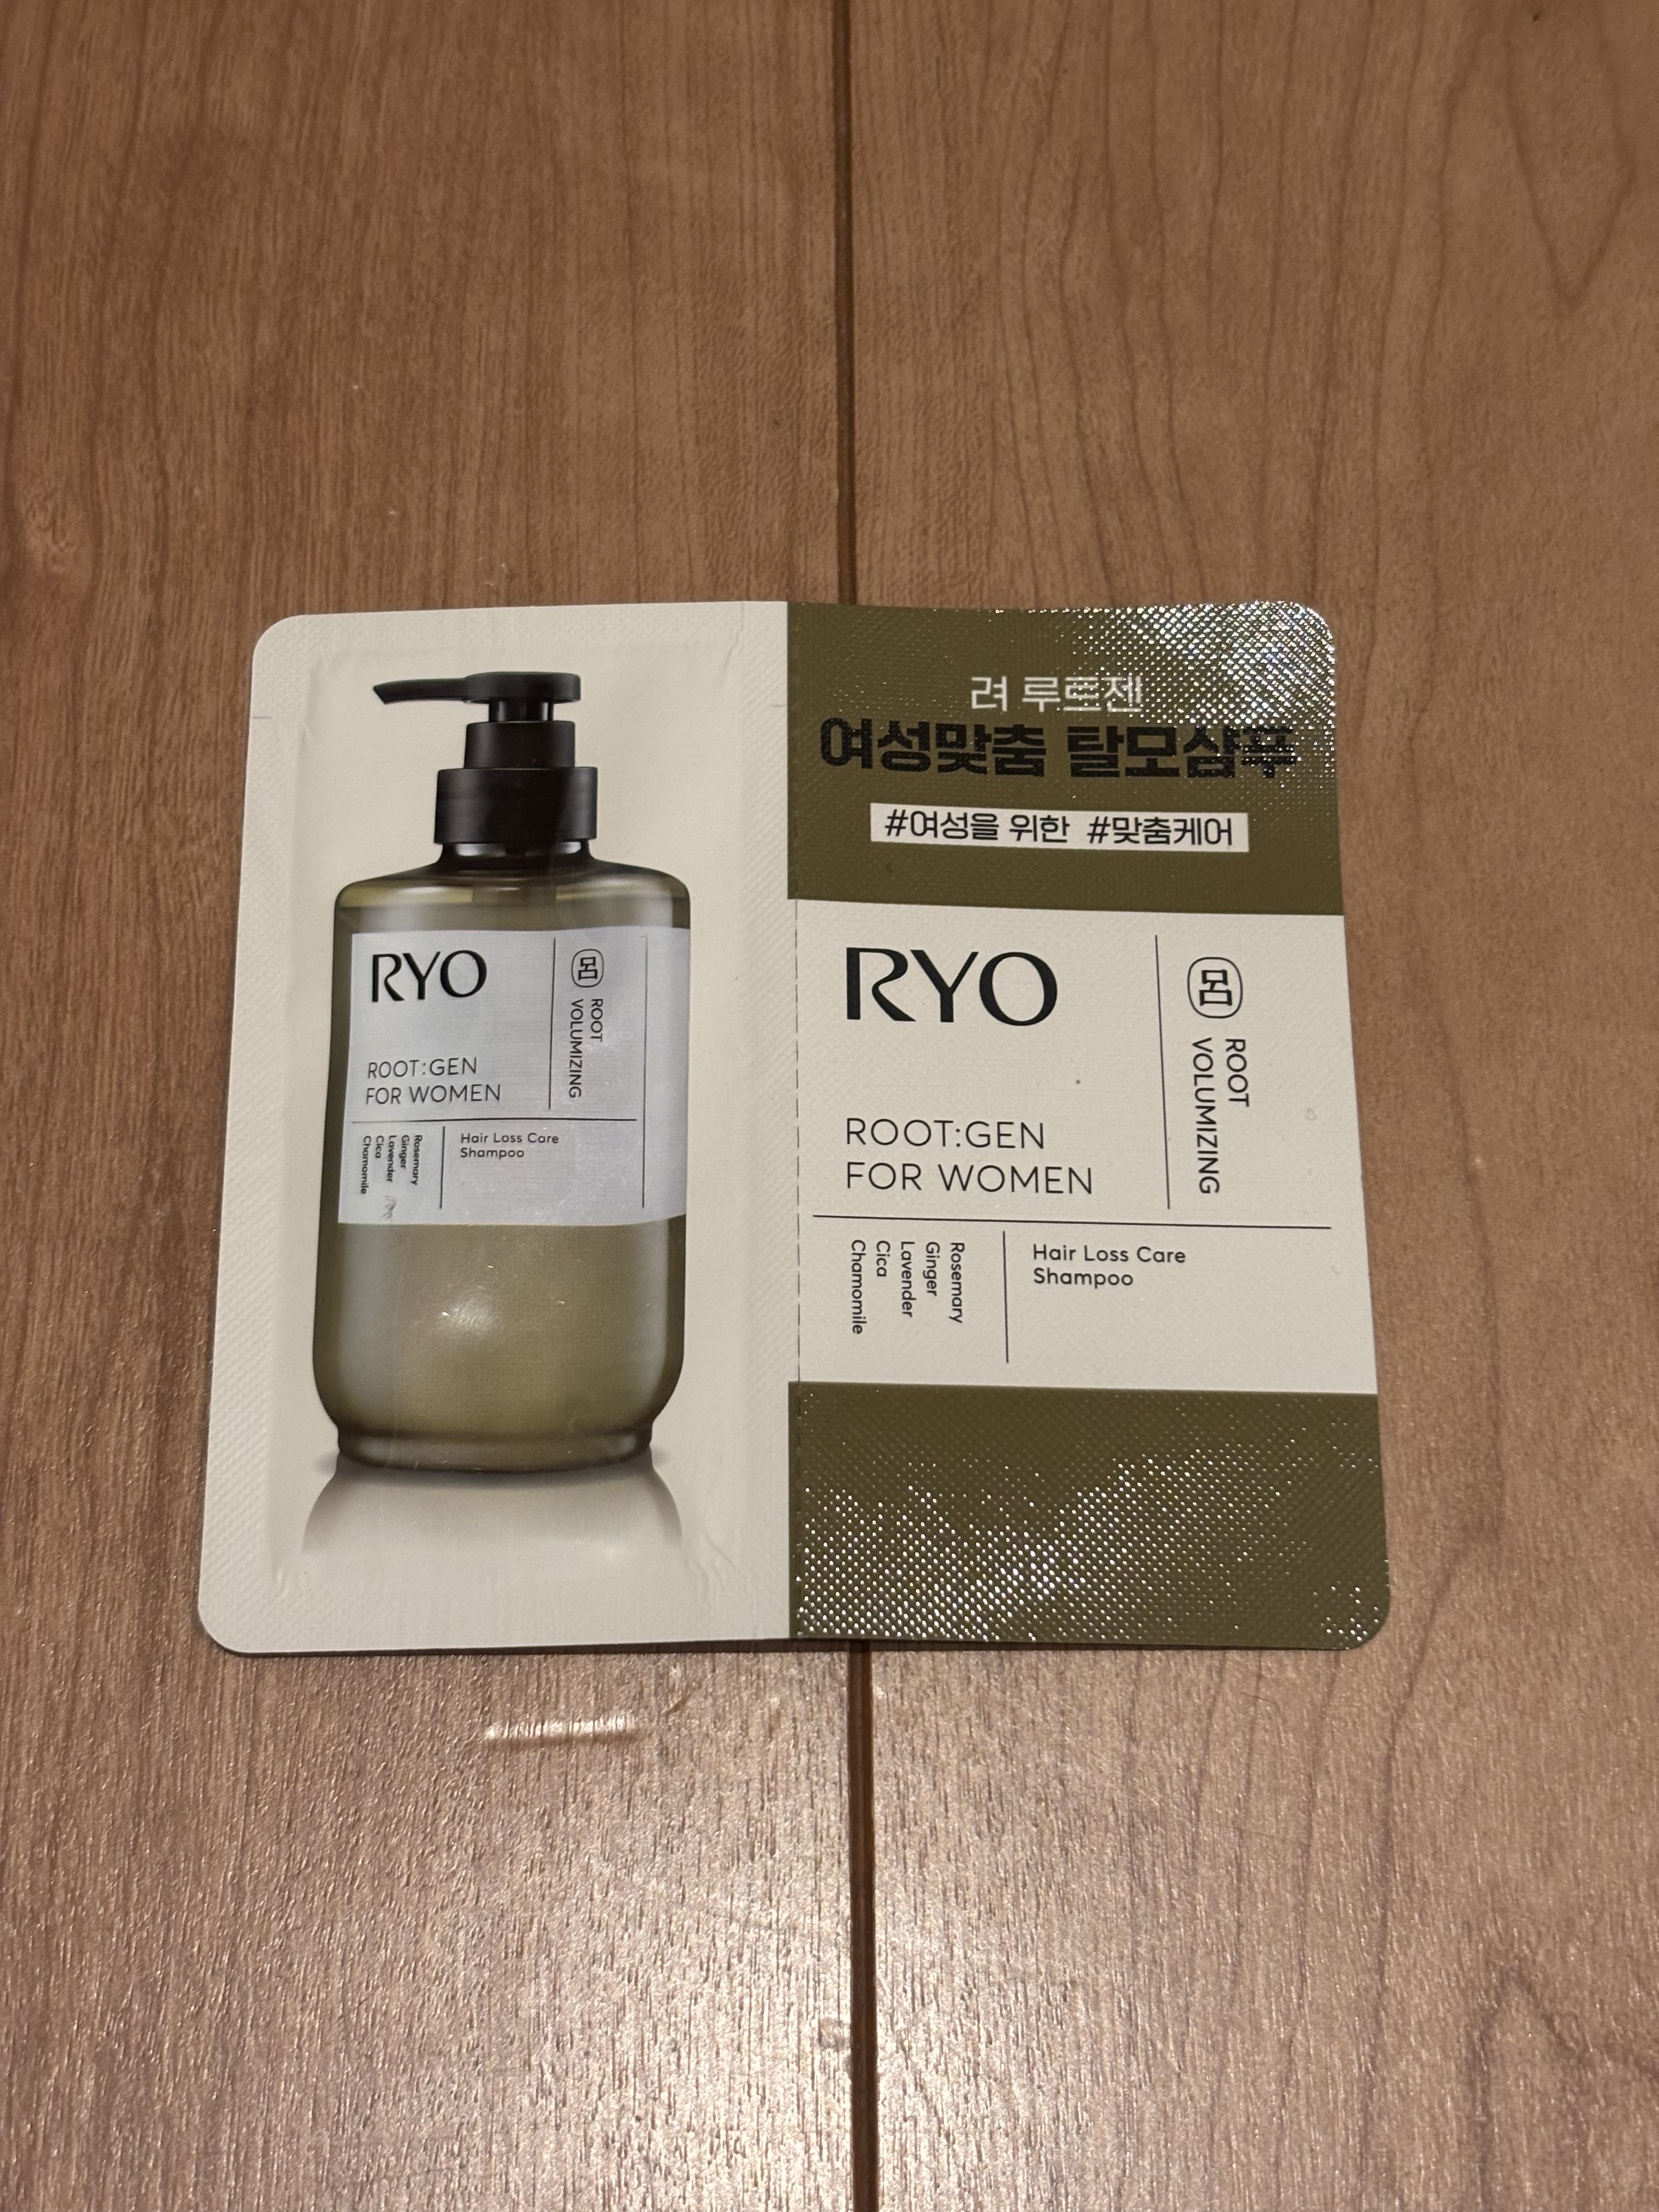 RYO
呂
ROOT
VOLUMIZING
ROOT:GEN
FOR WOMEN
Rosemary
Ginger
Lavender
Cica
Chamomile
Hair Loss Care
Shampoo
려 루트젠
여성맞춤 탈모샴푸
#여성을 위한 #맞춤케어
RYO
呂
ROOT
VOLUMIZING
ROOT:GEN
FOR WOMEN
Rosemary
Ginger
Lavender
Cica
Chamomile
Hair Loss Care
Shampoo